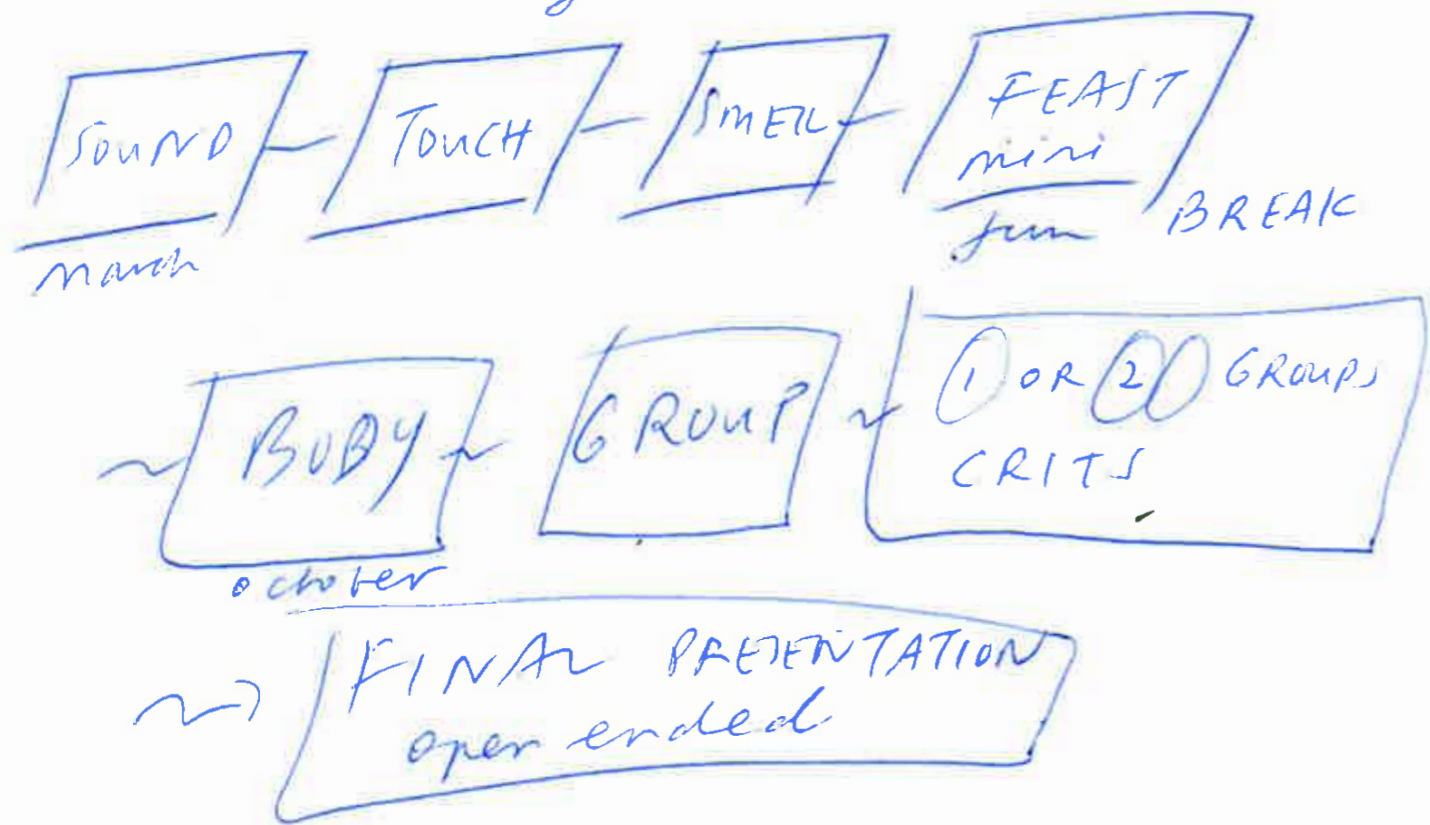 SOUND TOUCH SMELL FEAST
mini
march june BREAK
BODY GROUP 1 OR 2 GROUPS
CRITS
october
FINAL PRESENTATION
open ended